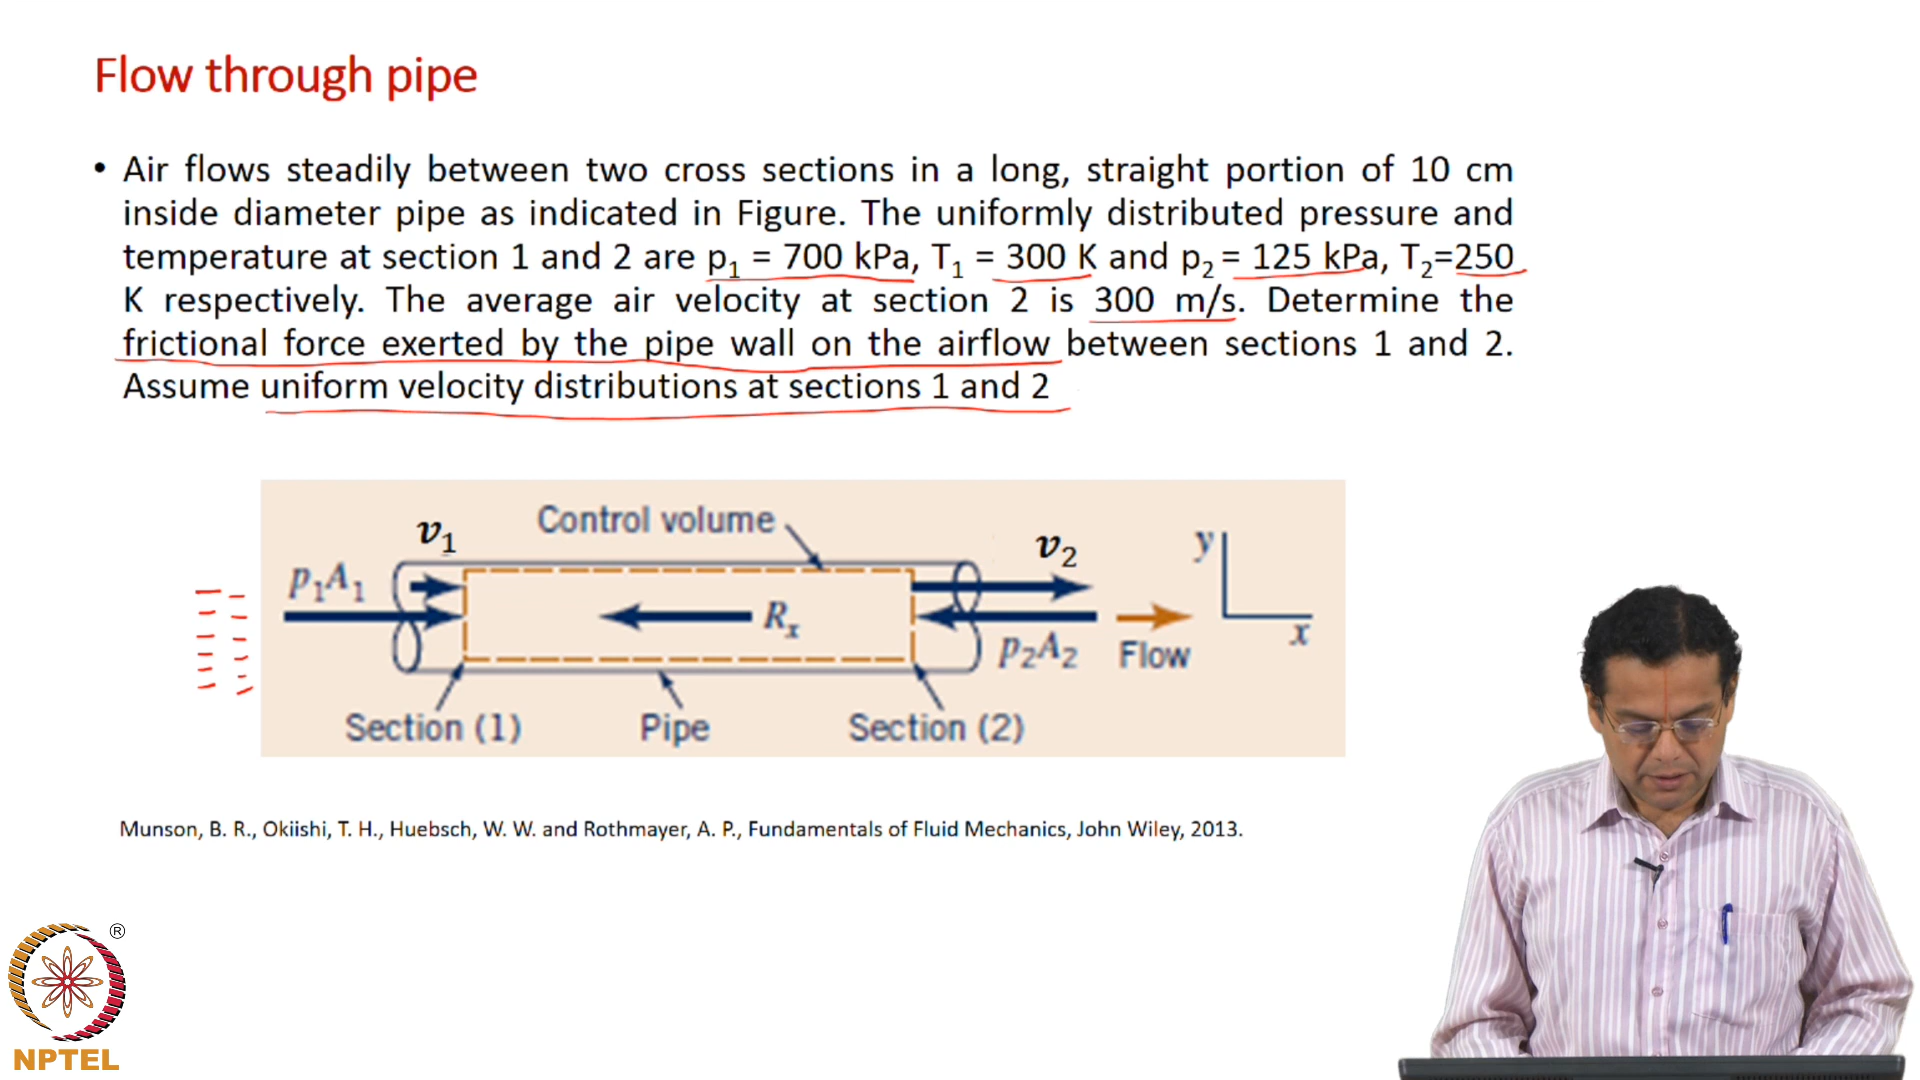 Flow through pipe
• Air flows steadily between two cross sections in a long, straight portion of 10 cm
inside diameter pipe as indicated in Figure. The uniformly distributed pressure and
temperature at section 1 and 2 are p₁ = 700 kPa, T₁ = 300 K and p₂ = 125 kPa, T₂=250
K respectively. The average air velocity at section 2 is 300 m/s. Determine the
frictional force exerted by the pipe wall on the airflow between sections 1 and 2.
Assume uniform velocity distributions at sections 1 and 2
Control volume
v₁
v₂
y
p₁A₁
Rₓ
x
p₂A₂
Flow
Section (1)
Pipe
Section (2)
Munson, B. R., Okiishi, T. H., Huebsch, W. W. and Rothmayer, A. P., Fundamentals of Fluid Mechanics, John Wiley, 2013.
®
NPTEL